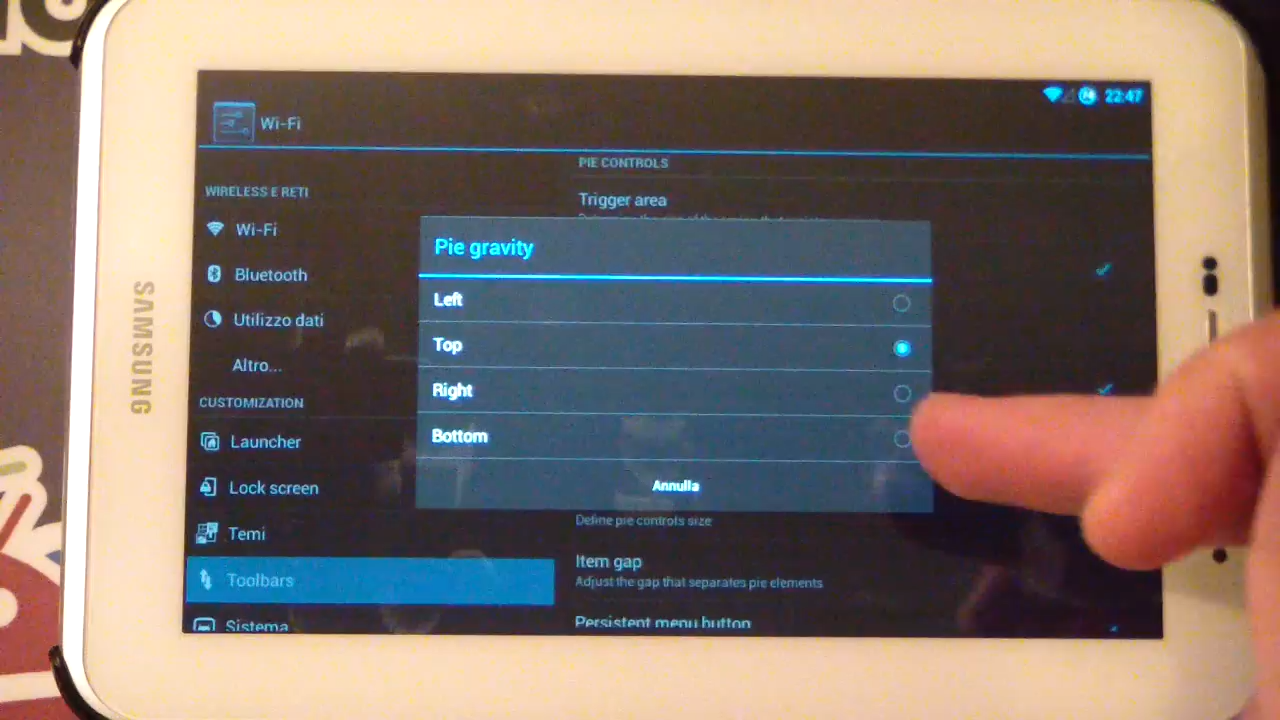 22:47
Wi-Fi
PIE CONTROLS
WIRELESS E RETI
Trigger area
Wi-Fi
Pie gravity
Bluetooth
Left
Utilizzo dati
Top
Altro...
Right
CUSTOMIZATION
Bottom
Launcher
Lock screen
Annulla
Define pie controls size
Temi
Item gap
Toolbars
Adjust the gap that separates pie elements
Sistema
Persistent menu button
SAMSUNG